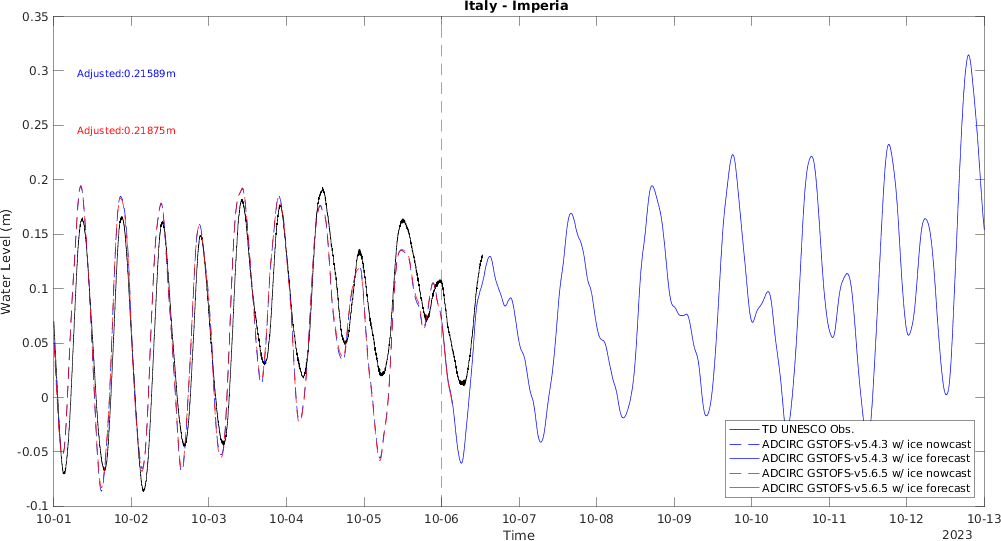 Italy - Imperia
0.35
0.3
0.25
0.2
0.15
0.1
0.05
0
-0.05
-0.1
Water Level (m)
Adjusted:0.21589m
Adjusted:0.21875m
TD UNESCO Obs.
ADCIRC GSTOFS-v5.4.3 w/ ice nowcast
ADCIRC GSTOFS-v5.4.3 w/ ice forecast
ADCIRC GSTOFS-v5.6.5 w/ ice nowcast
ADCIRC GSTOFS-v5.6.5 w/ ice forecast
10-01 10-02 10-03 10-04 10-05 10-06 10-07 10-08 10-09 10-10 10-11 10-12 10-13
Time
2023